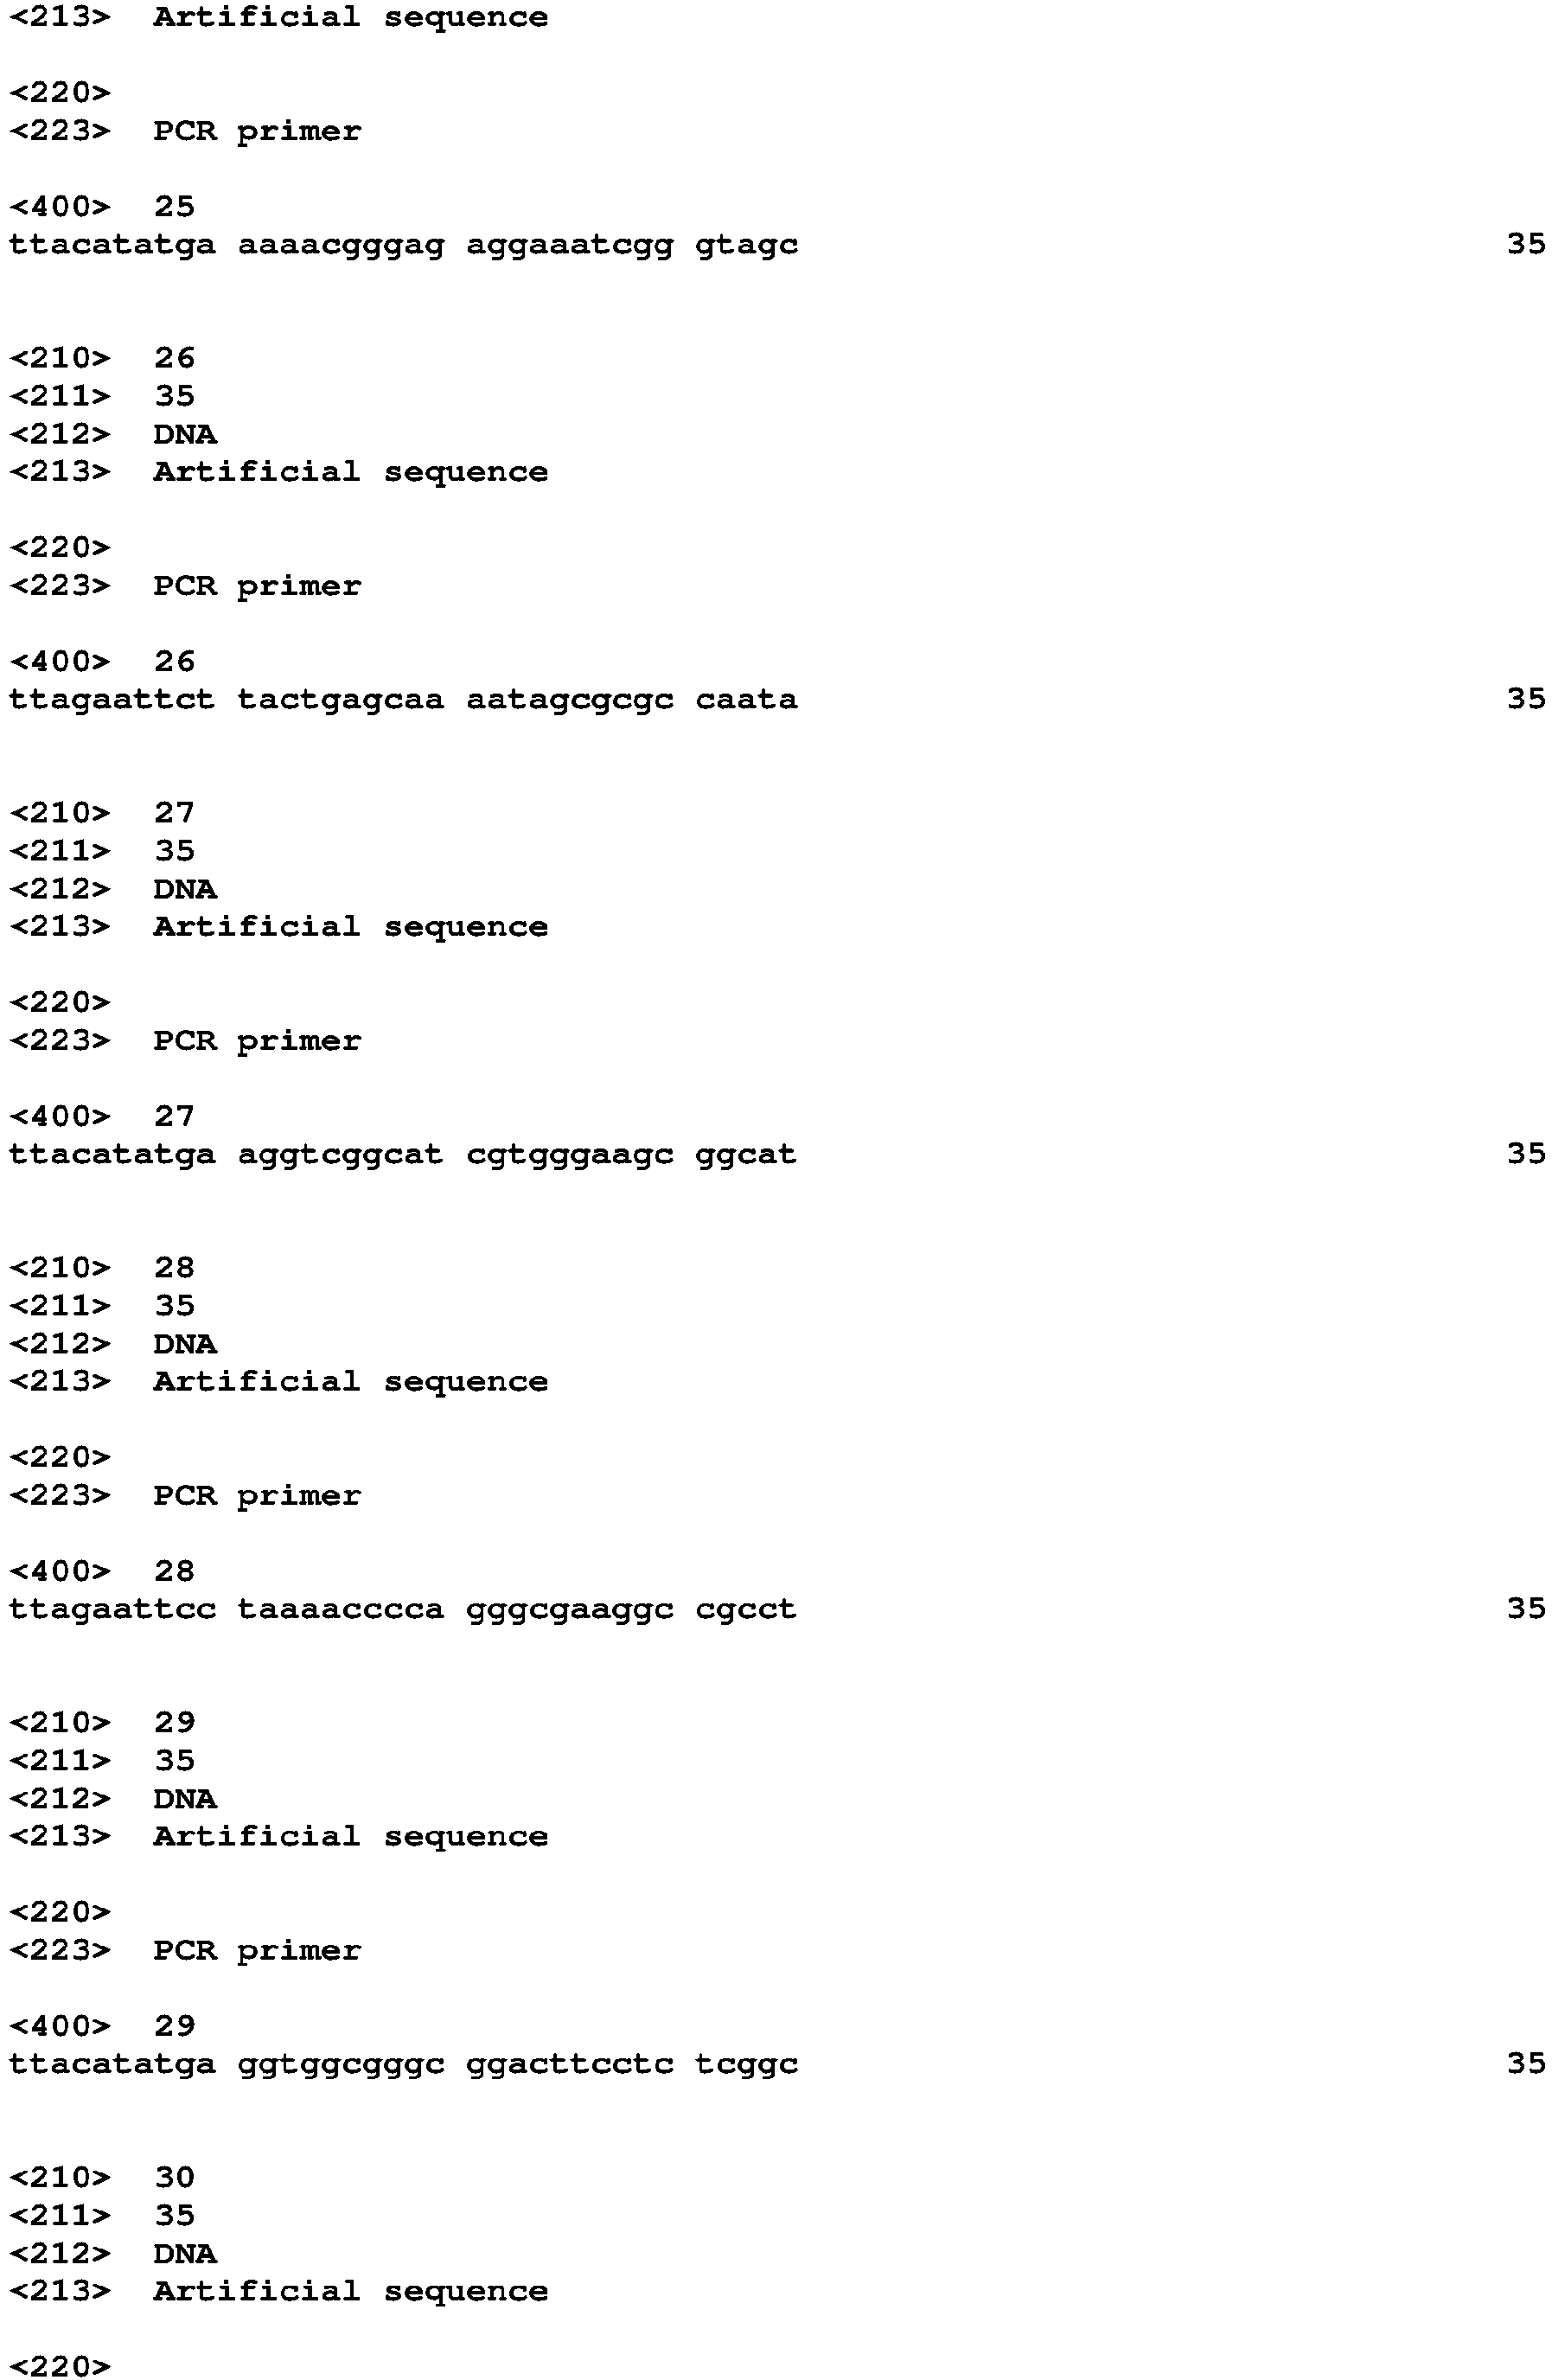 <213>  Artificial sequence
<220>
<223>  PCR primer
<400>  25
ttacatatga aaaacgggag aggaaatcgg gtagc 35
<210>  26
<211>  35
<212>  DNA
<213>  Artificial sequence
<220>
<223>  PCR primer
<400>  26
ttagaattct tactgagcaa aatagcgcgc caata 35
<210>  27
<211>  35
<212>  DNA
<213>  Artificial sequence
<220>
<223>  PCR primer
<400>  27
ttacatatga aggtcggcat cgtgggaagc ggcat 35
<210>  28
<211>  35
<212>  DNA
<213>  Artificial sequence
<220>
<223>  PCR primer
<400>  28
ttagaattcc taaaacccca gggcgaaggc cgcct 35
<210>  29
<211>  35
<212>  DNA
<213>  Artificial sequence
<220>
<223>  PCR primer
<400>  29
ttacatatga ggtggcgggc ggacttcctc tcggc 35
<210>  30
<211>  35
<212>  DNA
<213>  Artificial sequence
<220>